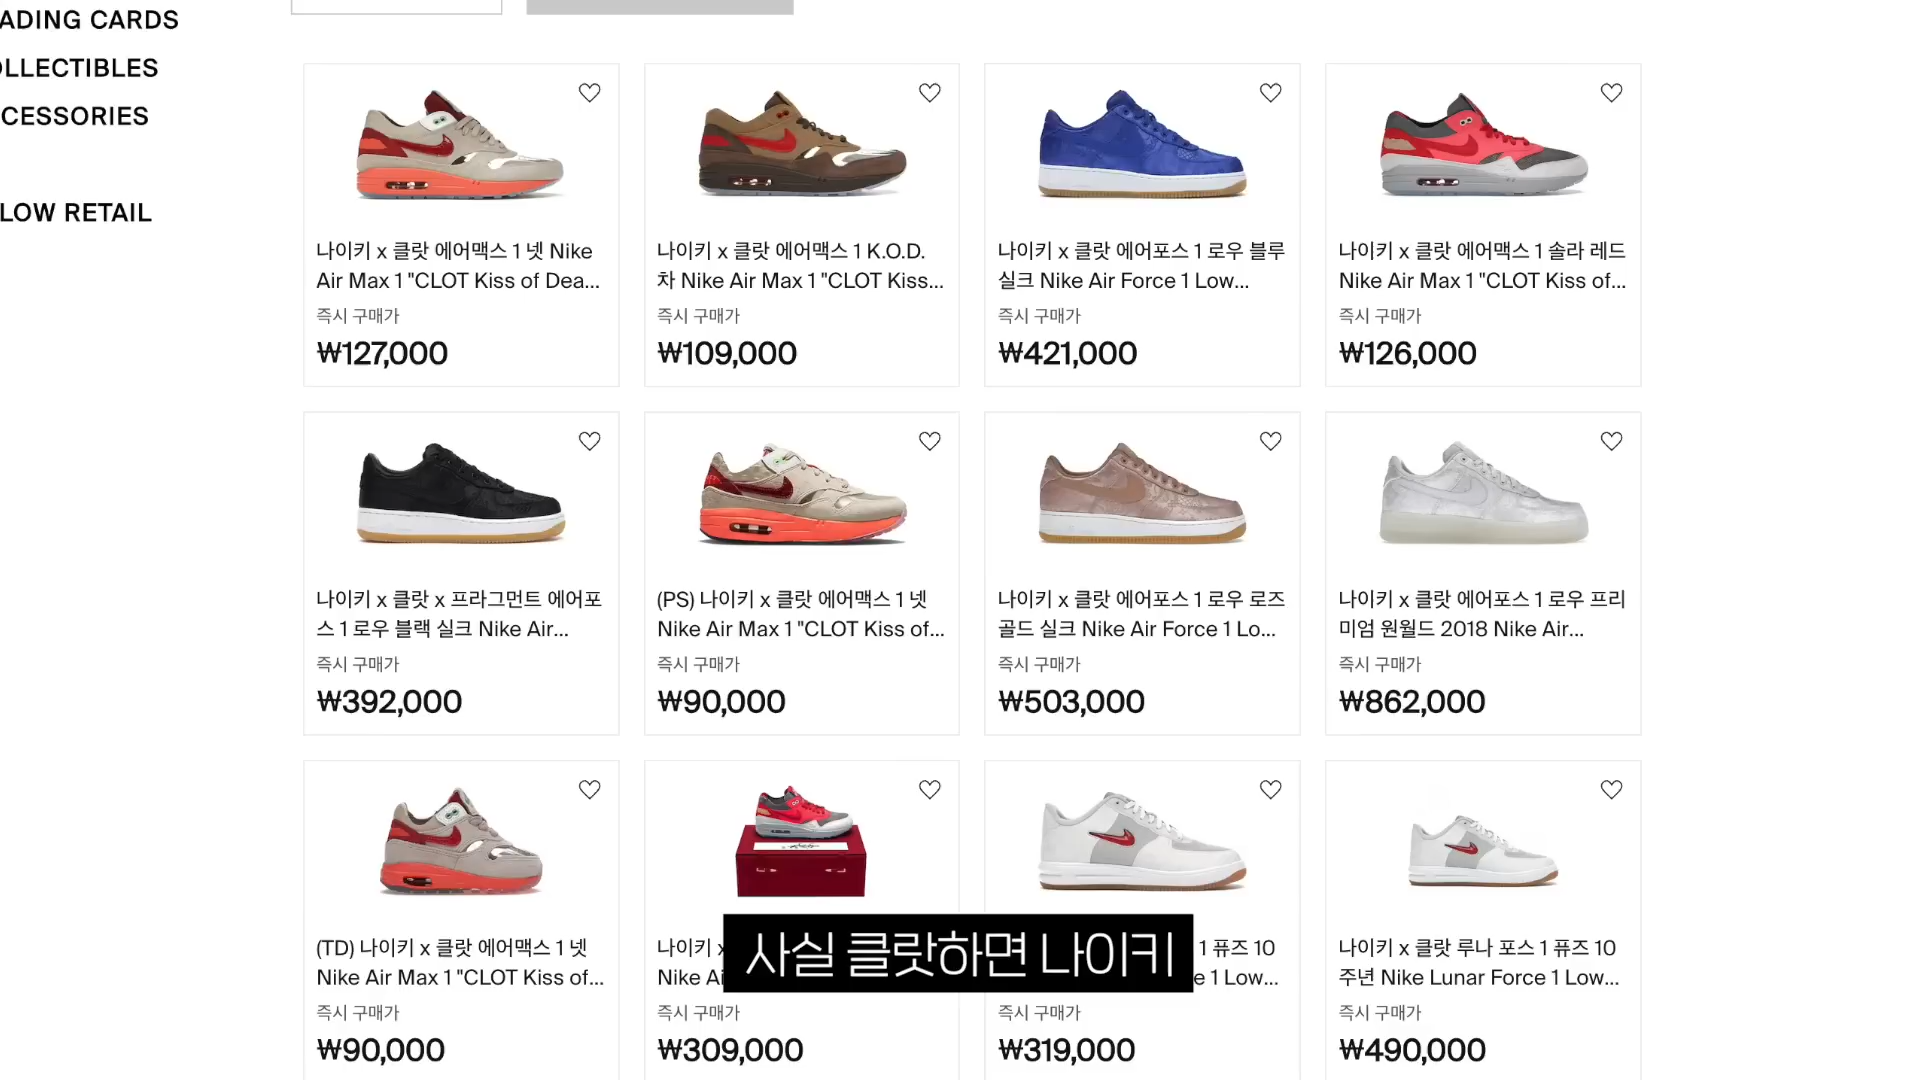 ADING CARDS
OLLECTIBLES
CCESSORIES
LOW RETAIL
나이키 x 클랏 에어맥스 1 넷 Nike
Air Max 1 "CLOT Kiss of Dea...
즉시 구매가
₩127,000
나이키 x 클랏 에어맥스 1 K.O.D.
차 Nike Air Max 1 "CLOT Kiss...
즉시 구매가
₩109,000
나이키 x 클랏 에어포스 1 로우 블루
실크 Nike Air Force 1 Low...
즉시 구매가
₩421,000
나이키 x 클랏 에어맥스 1 솔라 레드
Nike Air Max 1 "CLOT Kiss of...
즉시 구매가
₩126,000
나이키 x 클랏 x 프라그먼트 에어포
스 1 로우 블랙 실크 Nike Air...
즉시 구매가
₩392,000
(PS) 나이키 x 클랏 에어맥스 1 넷
Nike Air Max 1 "CLOT Kiss of...
즉시 구매가
₩90,000
나이키 x 클랏 에어포스 1 로우 로즈
골드 실크 Nike Air Force 1 Lo...
즉시 구매가
₩503,000
나이키 x 클랏 에어포스 1 로우 프리
미엄 원월드 2018 Nike Air...
즉시 구매가
₩862,000
(TD) 나이키 x 클랏 에어맥스 1 넷
Nike Air Max 1 "CLOT Kiss of...
즉시 구매가
₩90,000
나이키 x
Nike Ai
즉시 구매가
₩309,000
1 퓨즈 10
e 1 Low...
즉시 구매가
₩319,000
나이키 x 클랏 루나 포스 1 퓨즈 10
주년 Nike Lunar Force 1 Low...
즉시 구매가
₩490,000
사실 클랏하면 나이키